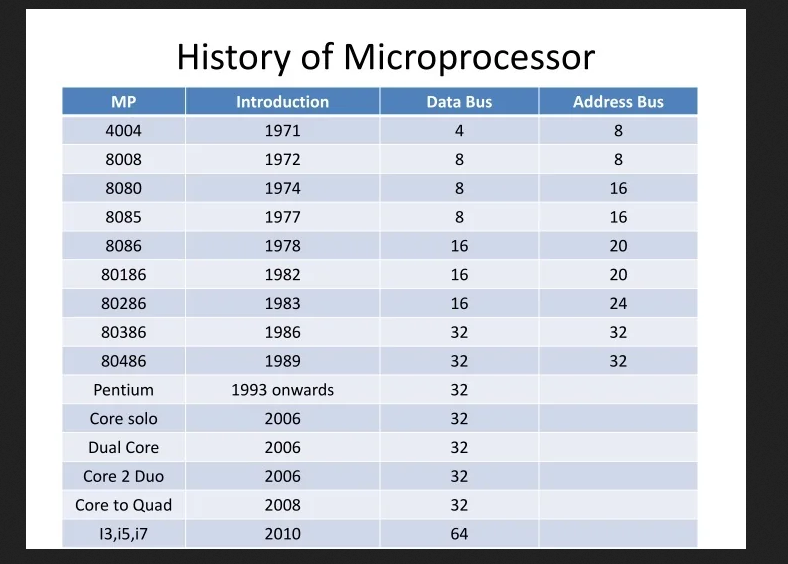 History of Microprocessor
MP Introduction Data Bus Address Bus
4004 1971 4 8
8008 1972 8 8
8080 1974 8 16
8085 1977 8 16
8086 1978 16 20
80186 1982 16 20
80286 1983 16 24
80386 1986 32 32
80486 1989 32 32
Pentium 1993 onwards 32
Core solo 2006 32
Dual Core 2006 32
Core 2 Duo 2006 32
Core to Quad 2008 32
I3,i5,i7 2010 64